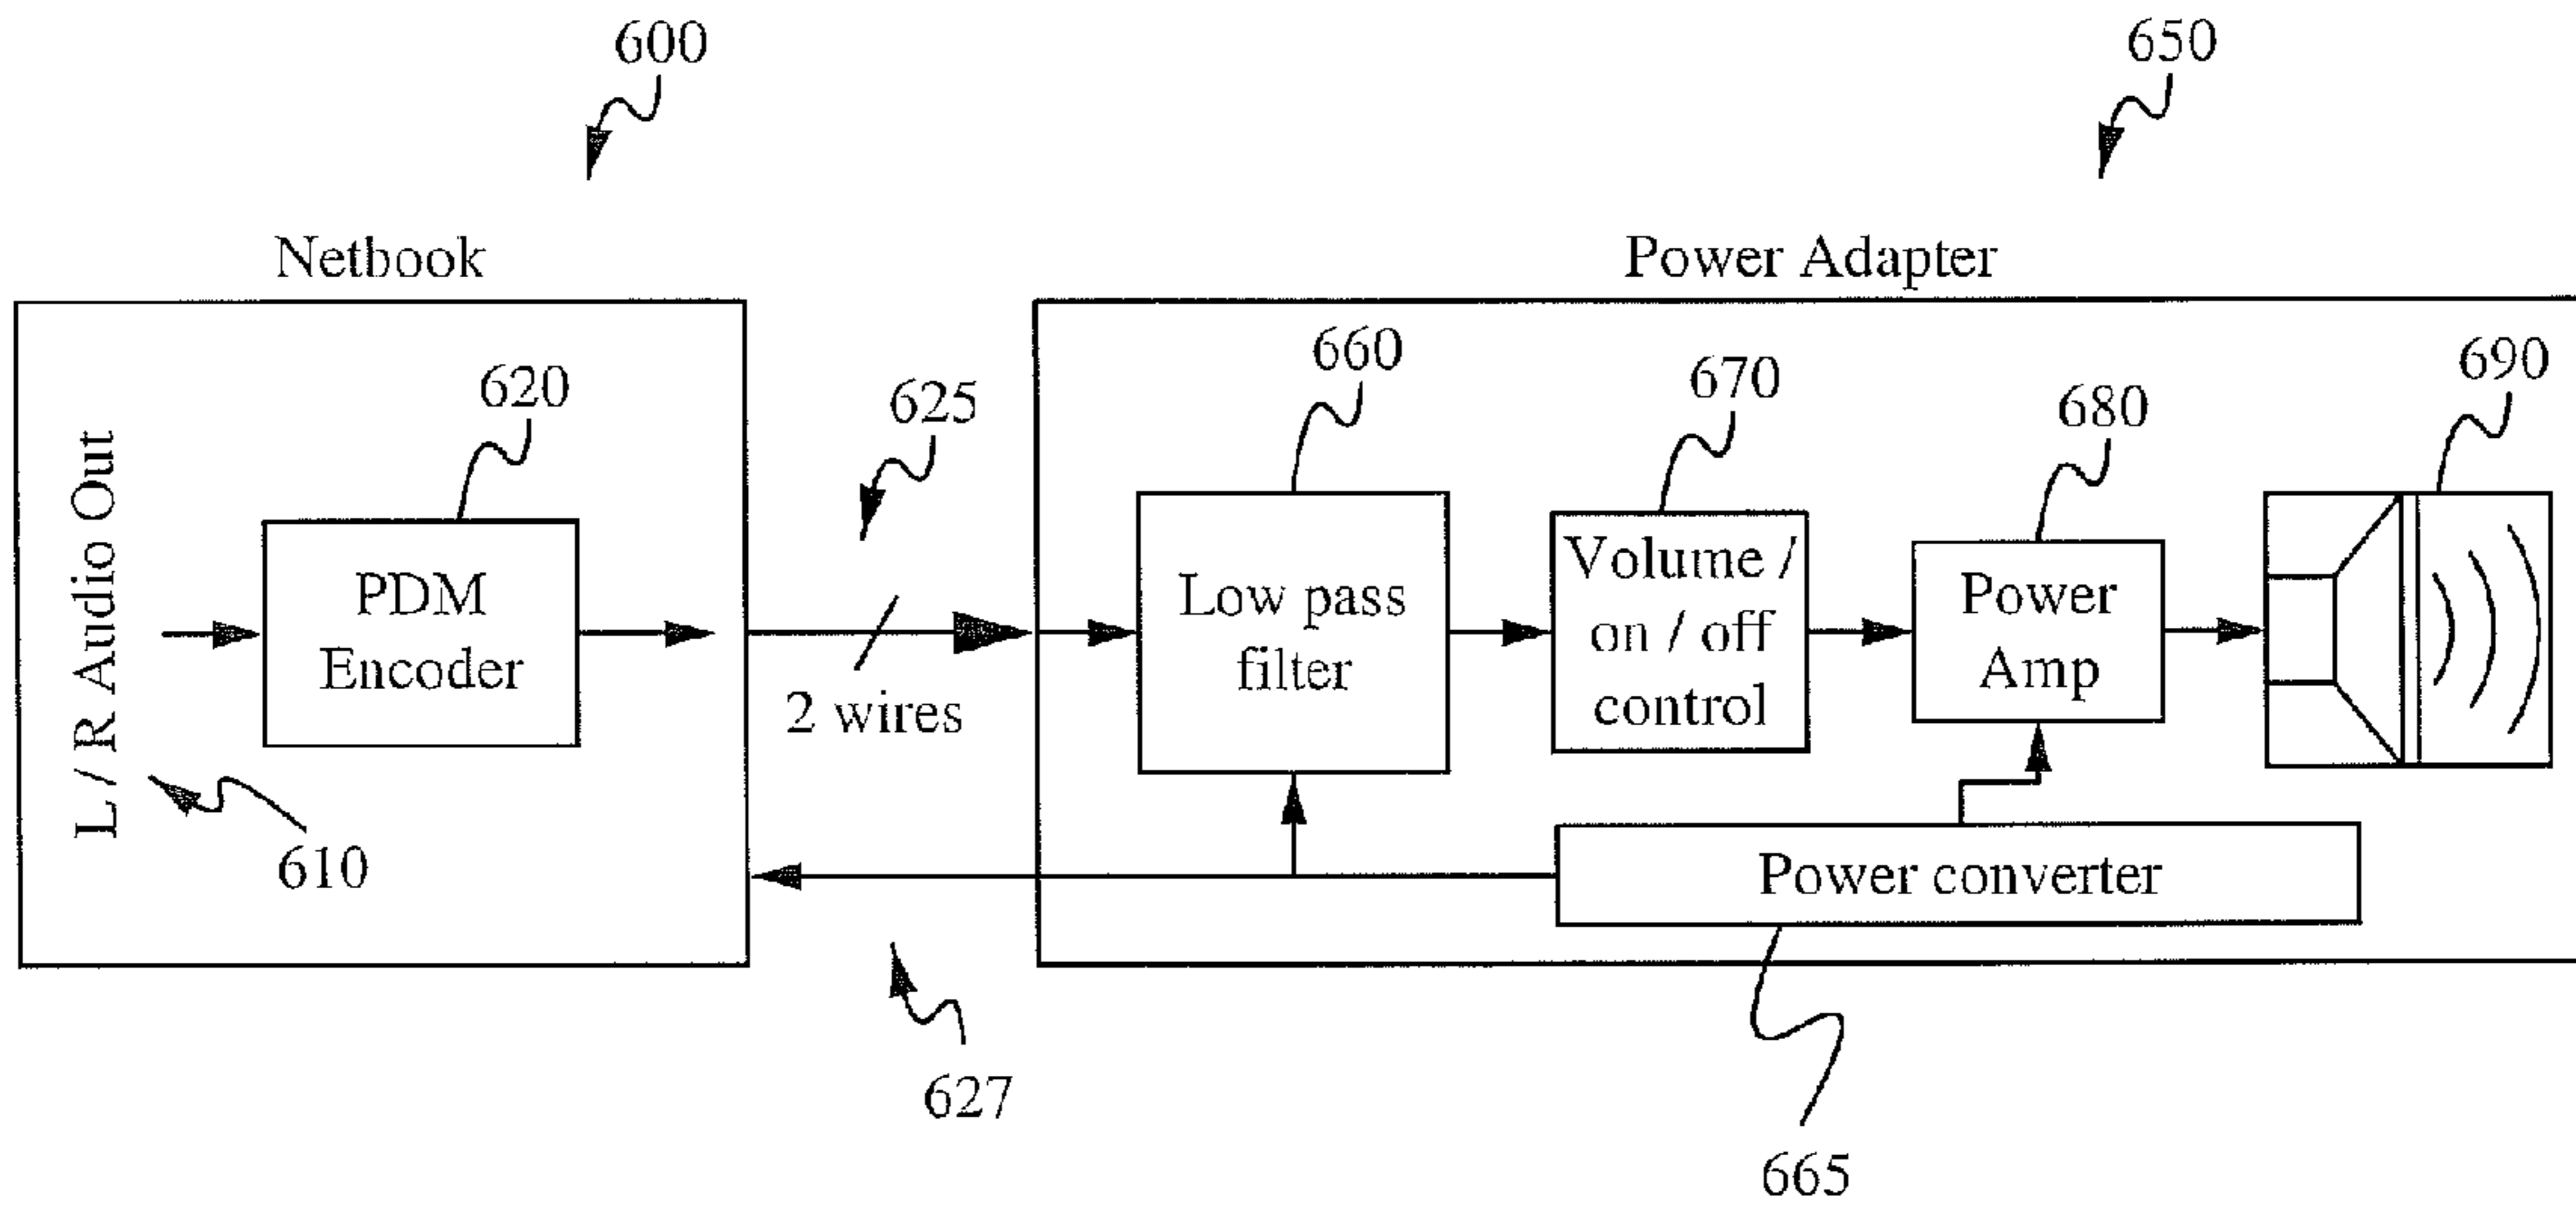 600
650
Netbook
Power Adapter
620
625
660
670
680
690
L / R Audio Out
PDM
Encoder
2 wires
Low pass
filter
Volume /
on / off
control
Power
Amp
610
Power converter
627
665